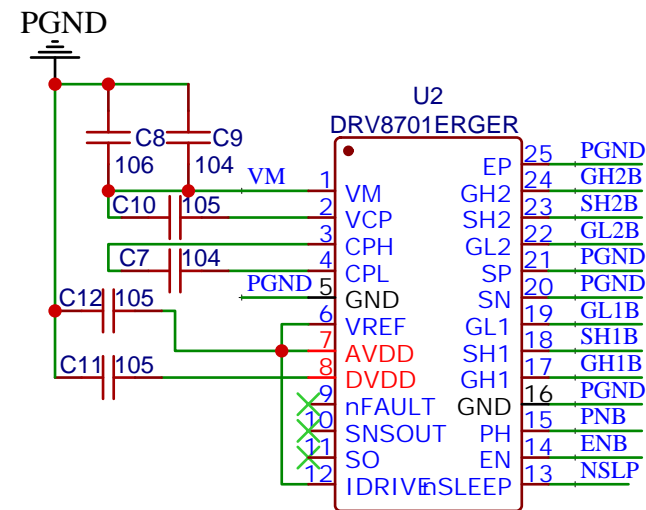 PGND
U2
DRV8701ERGER
C8 C9
106 104
VM
C10 105
C7 104
PGND
C12 105
C11 105
1 VM
2 VCP
3 CPH
4 CPL
5 GND
6 VREF
7 AVDD
8 DVDD
9 nFAULT
10 SNSOUT
11 SO
12 IDRIVE
EP 25 PGND
GH2 24 GH2B
SH2 23 SH2B
GL2 22 GL2B
SP 21 PGND
SN 20 PGND
GL1 19 GL1B
SH1 18 SH1B
GH1 17 GH1B
GND 16 PGND
PH 15 PNB
EN 14 ENB
nSLEEP 13 NSLP